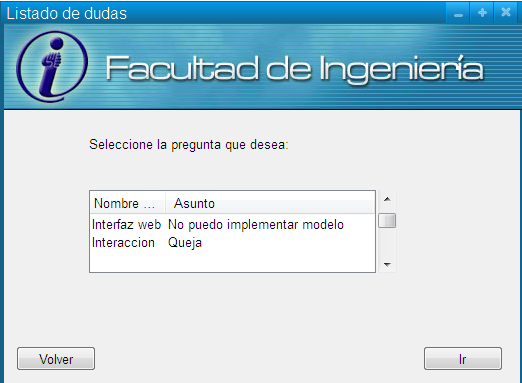 Listado de dudas
Facultad de Ingeniería
Seleccione la pregunta que desea:
Nombre ... Asunto
Interfaz web No puedo implementar modelo
Interaccion Queja
Volver Ir